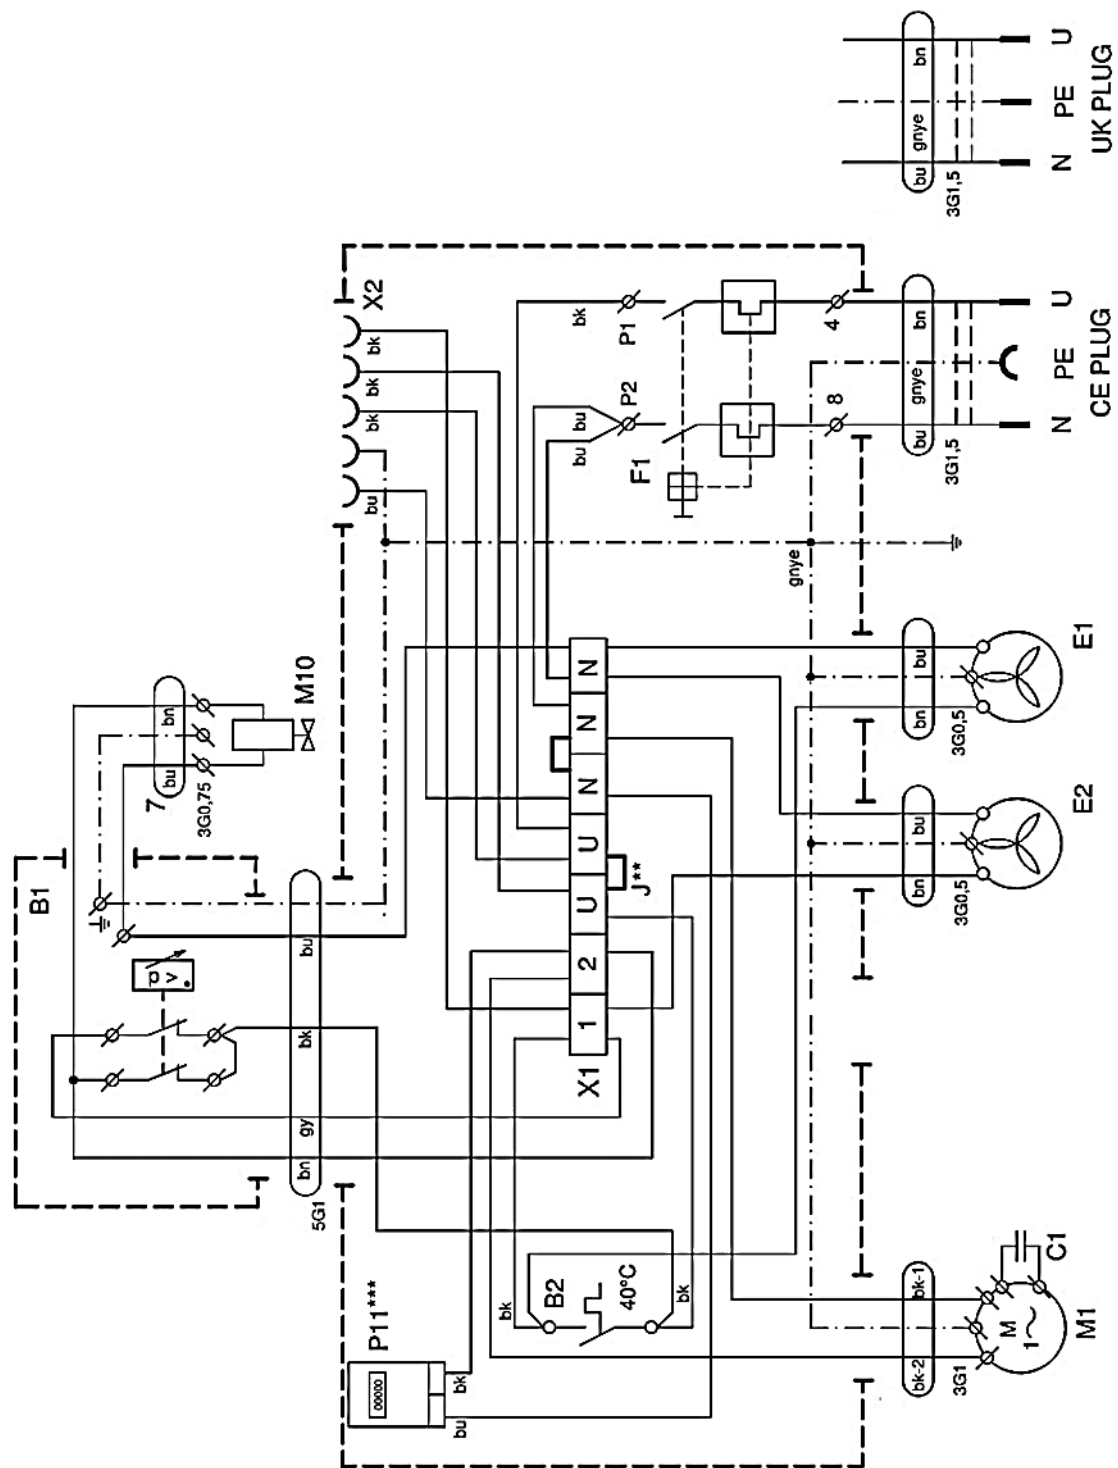 bn
U
gnye
PE
UK PLUG
bu
N
3G1,5
X2
bk
bk
bk
bu
bk
P1
4
bn
U
P2
bu
bu
F1
8
gnye
PE
CE PLUG
bu
N
3G1,5
gnye
7
bn
bu
3G0,75
M10
B1
p
V
bu
bk
gy
bn
5G1
N
N
N
U
U
2
1
X1
J**
bu
bn
3G0,5
E1
bu
bn
3G0,5
E2
bk
B2
40°C
bk
P11***
00000
bk
bu
bk-1
bk-2
3G1
M
1~
M1
C1